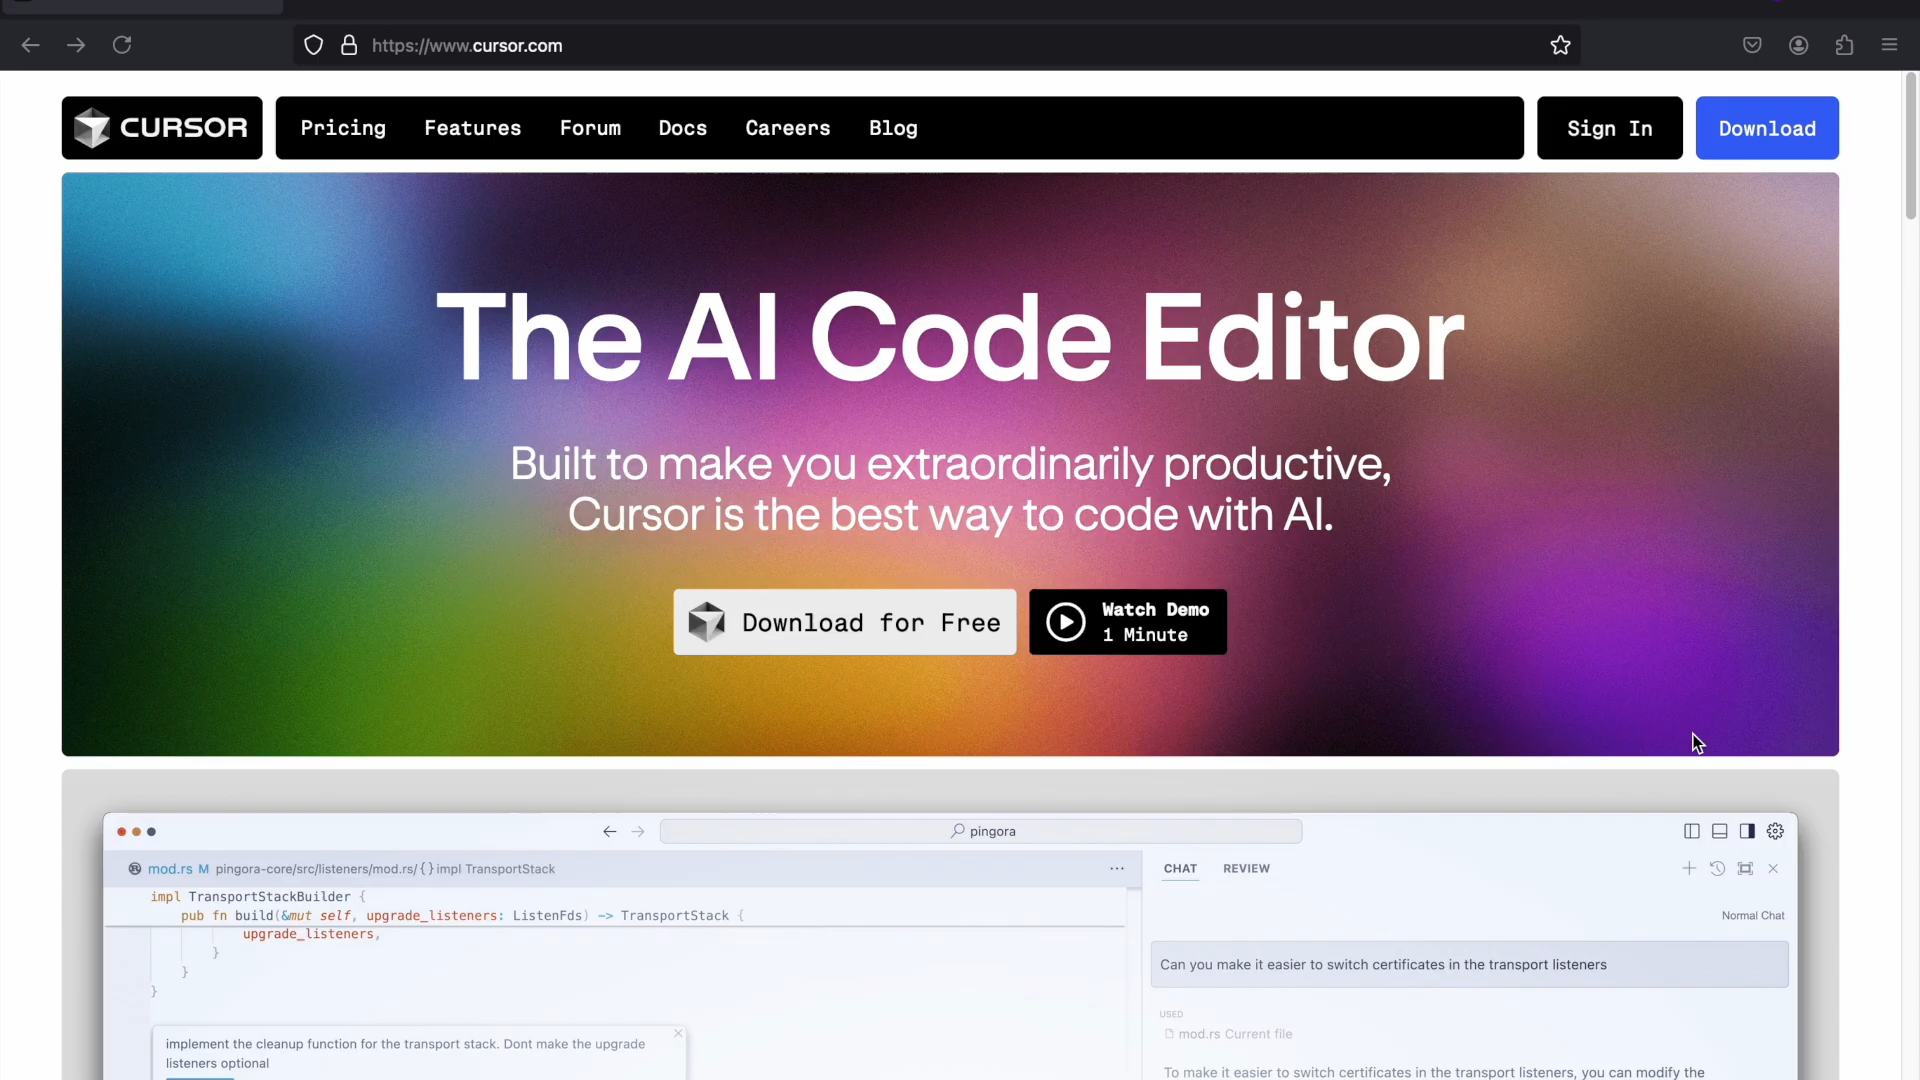 https://www.cursor.com
CURSOR
Pricing Features Forum Docs Careers Blog
Sign In
Download
The AI Code Editor
Built to make you extraordinarily productive,
Cursor is the best way to code with AI.
Download for Free
Watch Demo
1 Minute
pingora
mod.rs M pingora-core/src/listeners/mod.rs/ {} impl TransportStack
...
impl TransportStackBuilder {
pub fn build(&mut self, upgrade_listeners: ListenFds) -> TransportStack {
upgrade_listeners,
}
}
}
implement the cleanup function for the transport stack. Dont make the upgrade
listeners optional
CHAT REVIEW
Normal Chat
Can you make it easier to switch certificates in the transport listeners
USED
mod.rs Current file
To make it easier to switch certificates in the transport listeners, you can modify the